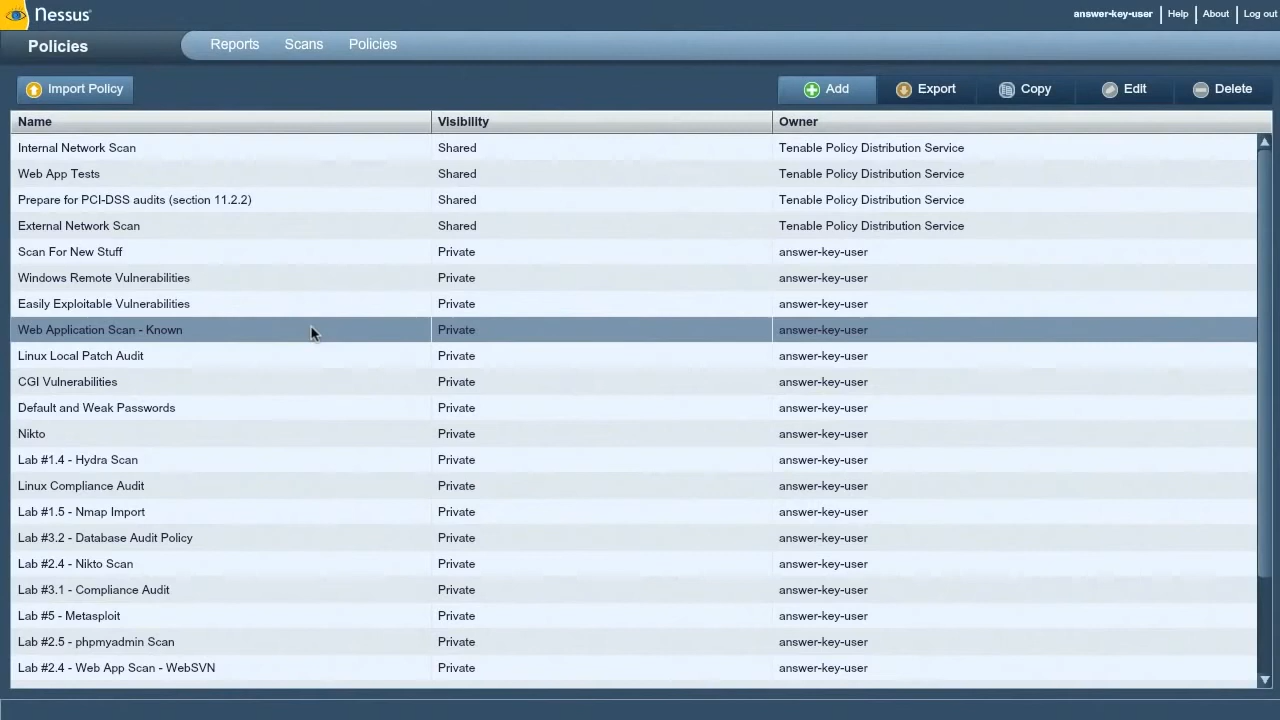 Nessus
answer-key-user | Help | About | Log out
Policies
Reports Scans Policies
Import Policy
Add Export Copy Edit Delete
Name Visibility Owner
Internal Network Scan Shared Tenable Policy Distribution Service
Web App Tests Shared Tenable Policy Distribution Service
Prepare for PCI-DSS audits (section 11.2.2) Shared Tenable Policy Distribution Service
External Network Scan Shared Tenable Policy Distribution Service
Scan For New Stuff Private answer-key-user
Windows Remote Vulnerabilities Private answer-key-user
Easily Exploitable Vulnerabilities Private answer-key-user
Web Application Scan - Known Private answer-key-user
Linux Local Patch Audit Private answer-key-user
CGI Vulnerabilities Private answer-key-user
Default and Weak Passwords Private answer-key-user
Nikto Private answer-key-user
Lab #1.4 - Hydra Scan Private answer-key-user
Linux Compliance Audit Private answer-key-user
Lab #1.5 - Nmap Import Private answer-key-user
Lab #3.2 - Database Audit Policy Private answer-key-user
Lab #2.4 - Nikto Scan Private answer-key-user
Lab #3.1 - Compliance Audit Private answer-key-user
Lab #5 - Metasploit Private answer-key-user
Lab #2.5 - phpmyadmin Scan Private answer-key-user
Lab #2.4 - Web App Scan - WebSVN Private answer-key-user